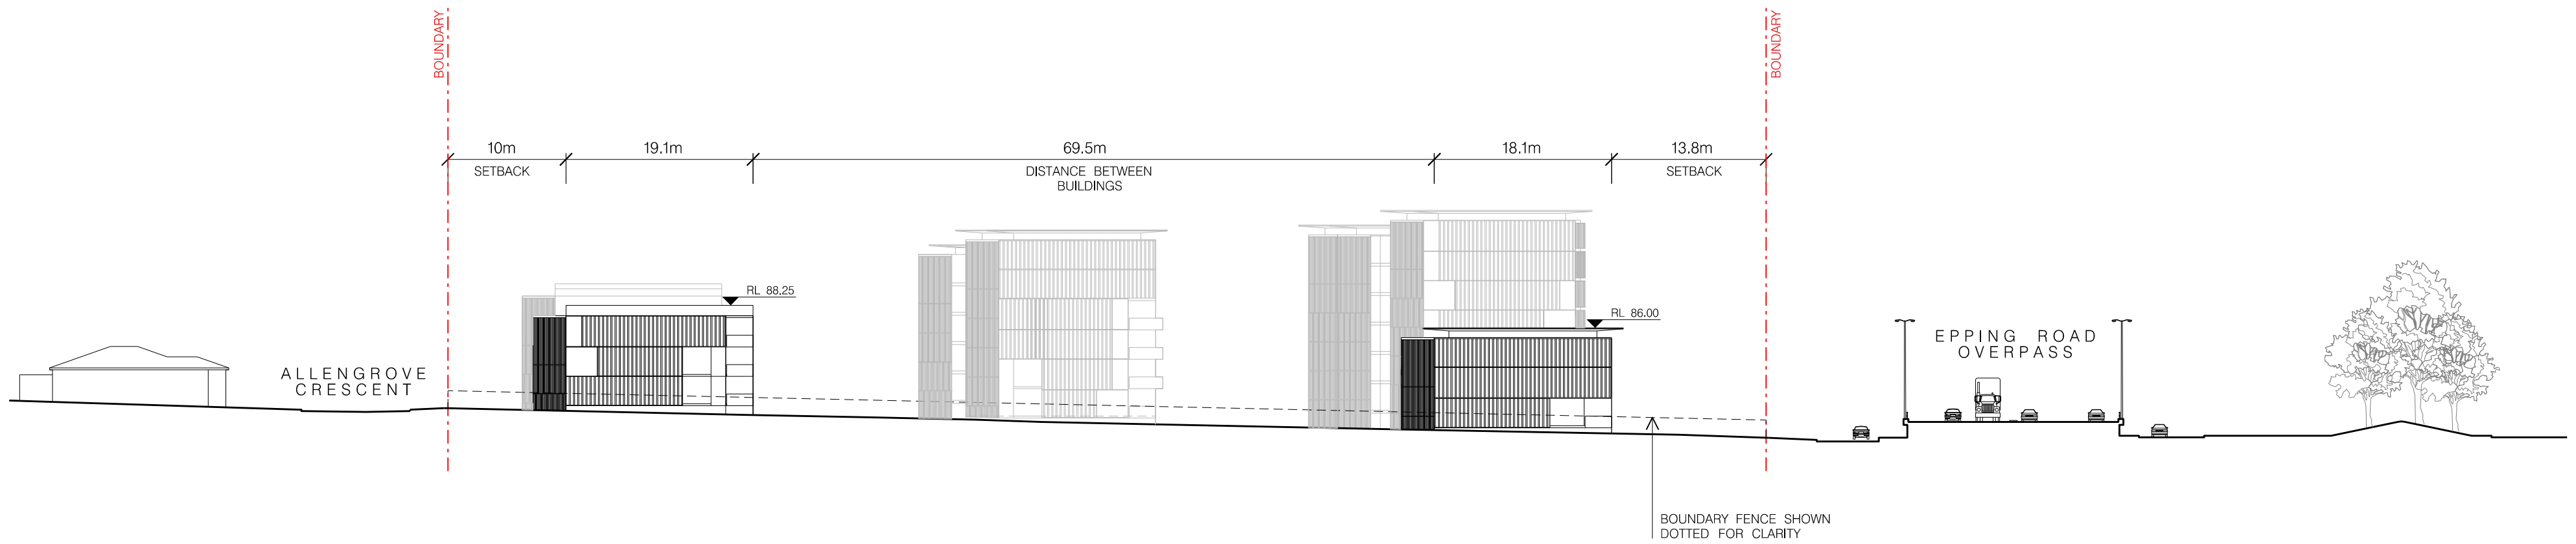 BOUNDARY
BOUNDARY
10m
19.1m
69.5m
18.1m
13.8m
SETBACK
DISTANCE BETWEEN
BUILDINGS
SETBACK
RL 88.25
RL 86.00
ALLENGROVE
CRESCENT
EPPING ROAD
OVERPASS
BOUNDARY FENCE SHOWN
DOTTED FOR CLARITY